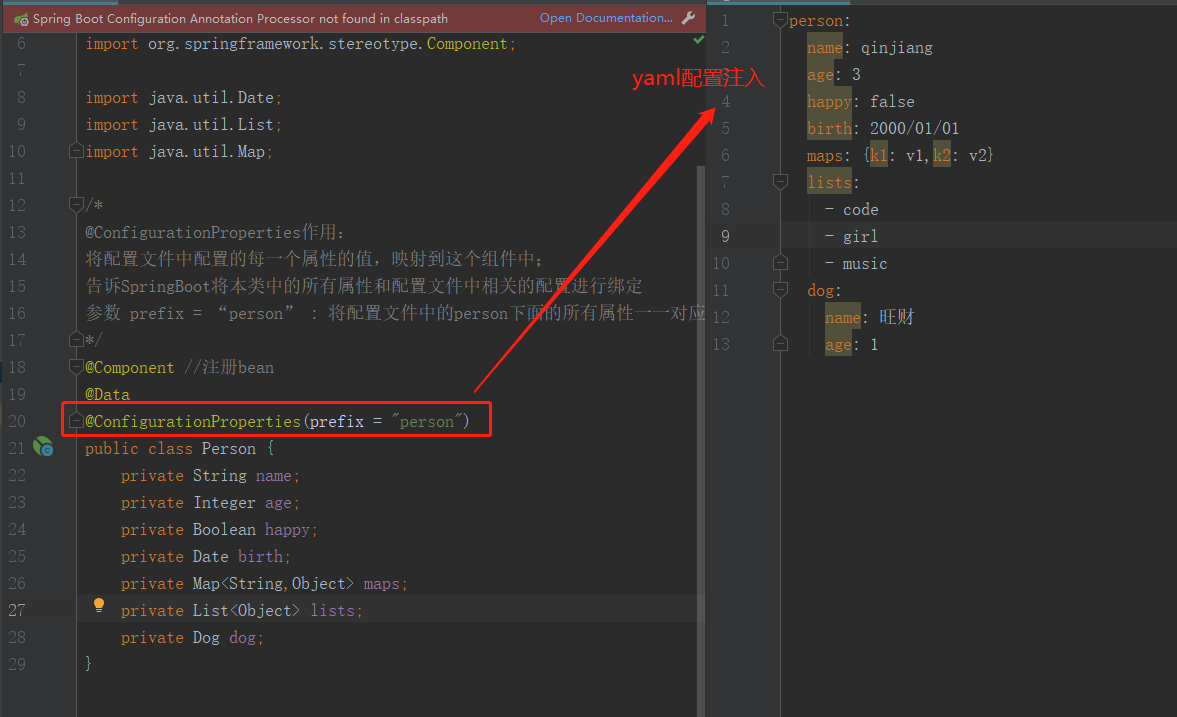 Spring Boot Configuration Annotation Processor not found in classpath
Open Documentation...
6 import org.springframework.stereotype.Component;
7
8 import java.util.Date;
9 import java.util.List;
10 import java.util.Map;
11
12 /*
13 @ConfigurationProperties作用:
14 将配置文件中配置的每一个属性的值，映射到这个组件中；
15 告诉SpringBoot将本类中的所有属性和配置文件中相关的配置进行绑定
16 参数 prefix = “person” : 将配置文件中的person下面的所有属性一一对应
17 */
18 @Component //注册bean
19 @Data
20 @ConfigurationProperties(prefix = "person")
21 public class Person {
22 private String name;
23 private Integer age;
24 private Boolean happy;
25 private Date birth;
26 private Map<String,Object> maps;
27 private List<Object> lists;
28 private Dog dog;
29 }
yaml配置注入
1 person:
2 name: qinjiang
3 age: 3
4 happy: false
5 birth: 2000/01/01
6 maps: {k1: v1,k2: v2}
7 lists:
8 - code
9 - girl
10 - music
11 dog:
12 name: 旺财
13 age: 1